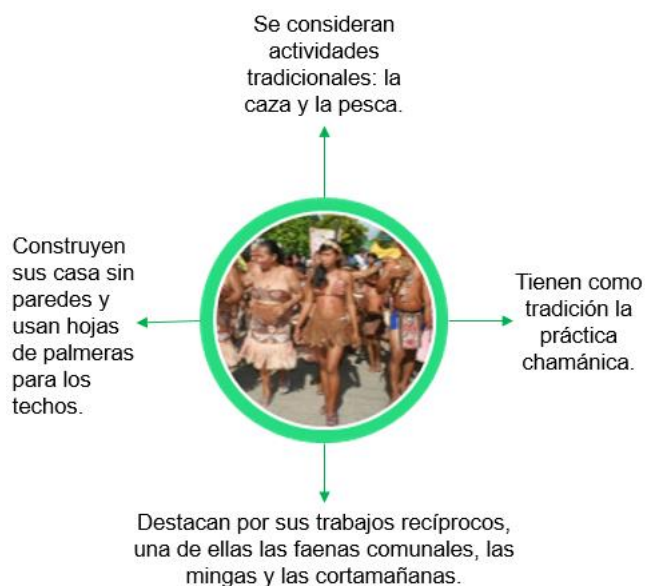 Se consideran
actividades
tradicionales: la
caza y la pesca.
Construyen
sus casa sin
paredes y
usan hojas
de palmeras
para los
techos.
Tienen como
tradición la
práctica
chamánica.
Destacan por sus trabajos recíprocos,
una de ellas las faenas comunales, las
mingas y las cortamañanas.